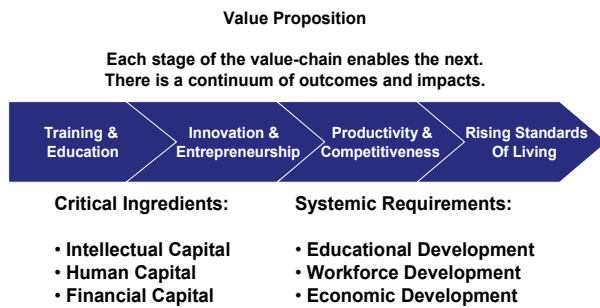 Value Proposition
Each stage of the value-chain enables the next.
There is a continuum of outcomes and impacts.
Training &
Education
Innovation &
Entrepreneurship
Productivity &
Competitiveness
Rising Standards
Of Living
Critical Ingredients:
• Intellectual Capital
• Human Capital
• Financial Capital
Systemic Requirements:
• Educational Development
• Workforce Development
• Economic Development